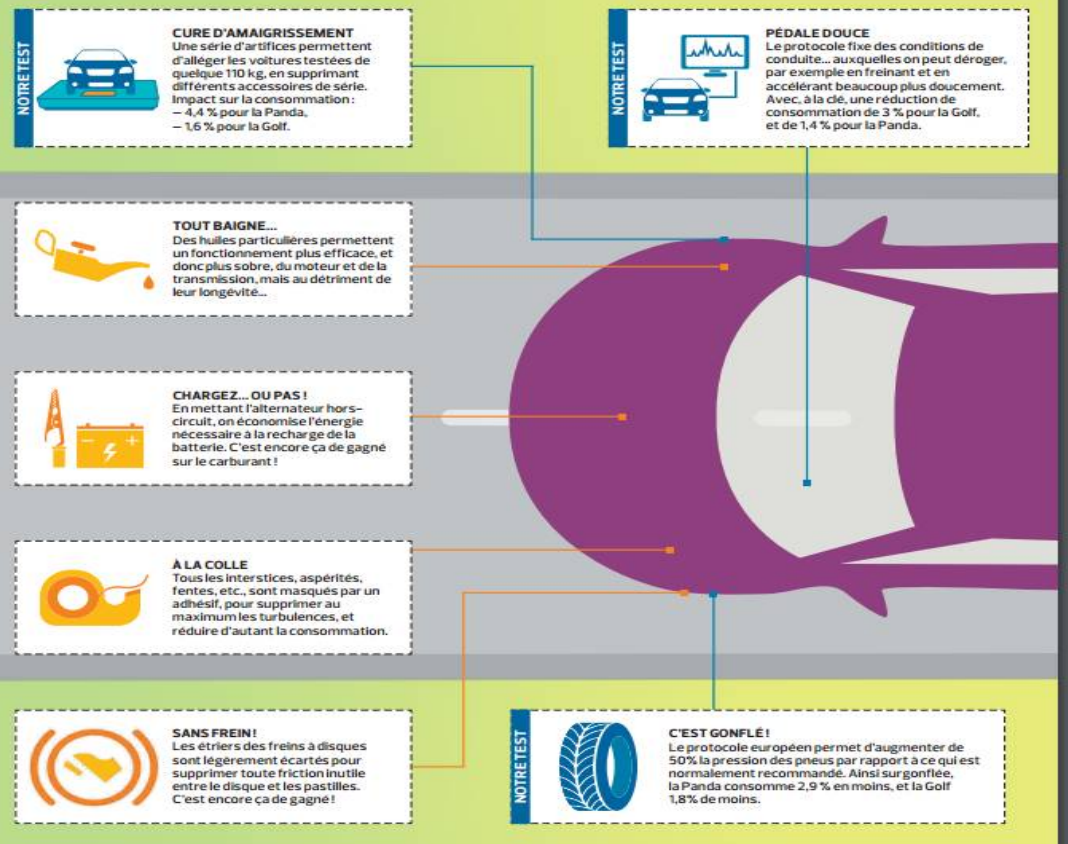 NOTRE TEST
CURE D'AMAIGRISSEMENT
Une série d'artifices permettent
d'alléger les voitures testées de
quelque 110 kg, en supprimant
différents accessoires de série.
Impact sur la consommation :
– 4,4 % pour la Panda,
– 1,6 % pour la Golf.
NOTRE TEST
PÉDALE DOUCE
Le protocole fixe des conditions de
conduite... auxquelles on peut déroger,
par exemple en freinant et en
accélérant beaucoup plus doucement.
Avec, à la clé, une réduction de
consommation de 3 % pour la Golf,
et de 1,4 % pour la Panda.
TOUT BAIGNE...
Des huiles particulières permettent
un fonctionnement plus efficace, et
donc plus sobre, du moteur et de la
transmission, mais au détriment de
leur longévité...
CHARGEZ... OU PAS !
En mettant l'alternateur hors-
circuit, on économise l'énergie
nécessaire à la recharge de la
batterie. C'est encore ça de gagné
sur le carburant !
À LA COLLE
Tous les interstices, aspérités,
fentes, etc., sont masqués par un
adhésif, pour supprimer au
maximum les turbulences, et
réduire d'autant la consommation.
SANS FREIN !
Les étriers des freins à disques
sont légèrement écartés pour
supprimer toute friction inutile
entre le disque et les pastilles.
C'est encore ça de gagné !
NOTRE TEST
C'EST GONFLÉ !
Le protocole européen permet d'augmenter de
50% la pression des pneus par rapport à ce qui est
normalement recommandé. Ainsi surgonflée,
la Panda consomme 2,9 % en moins, et la Golf
1,8% de moins.